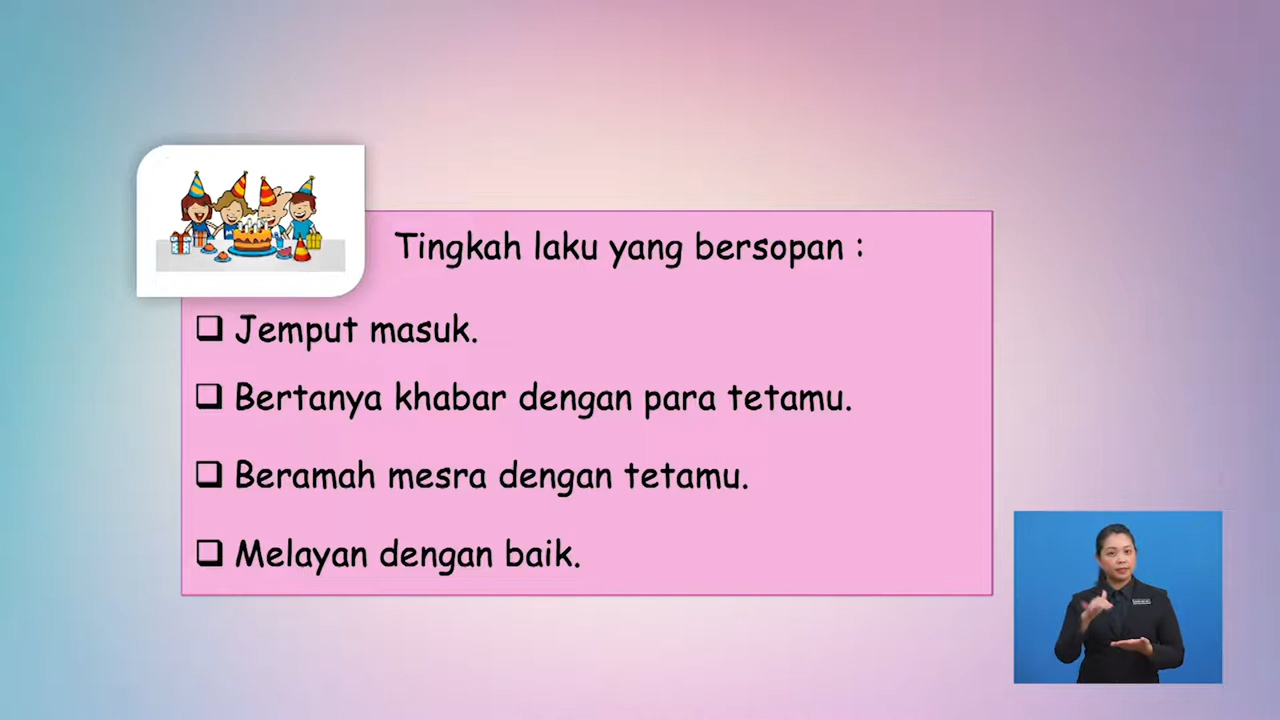 Tingkah laku yang bersopan :
Jemput masuk.
Bertanya khabar dengan para tetamu.
Beramah mesra dengan tetamu.
Melayan dengan baik.